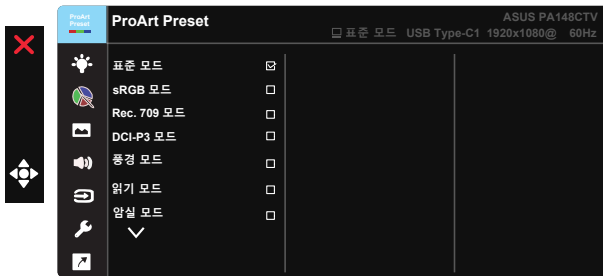 ProArt
Preset
ProArt Preset
ASUS PA148CTV
표준 모드 USB Type-C1 1920x1080@ 60Hz
표준 모드
sRGB 모드
Rec. 709 모드
DCI-P3 모드
풍경 모드
읽기 모드
암실 모드